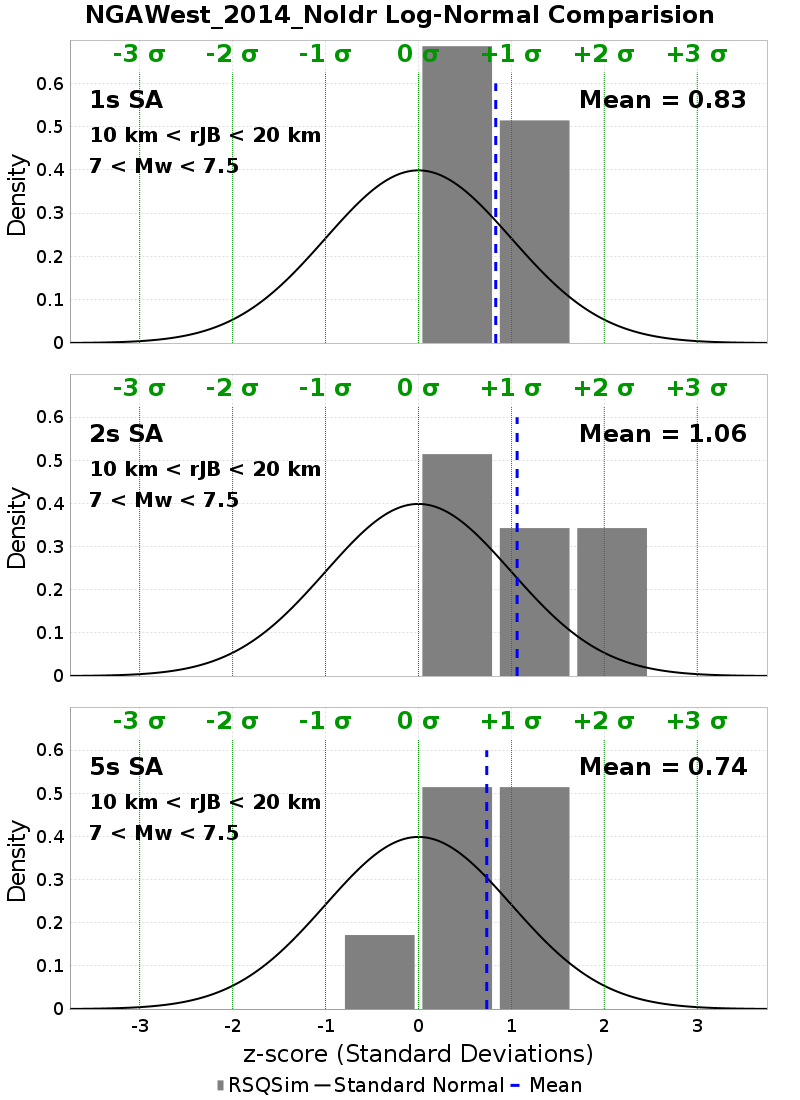 NGAWest_2014_NoIdr Log-Normal Comparision
-3 σ -2 σ -1 σ 0 σ +1 σ +2 σ +3 σ
1s SA Mean = 0.83
10 km < rJB < 20 km
7 < Mw < 7.5
Density
0.6
0.5
0.4
0.3
0.2
0.1
0
-3 σ -2 σ -1 σ 0 σ +1 σ +2 σ +3 σ
2s SA Mean = 1.06
10 km < rJB < 20 km
7 < Mw < 7.5
Density
0.6
0.5
0.4
0.3
0.2
0.1
0
-3 σ -2 σ -1 σ 0 σ +1 σ +2 σ +3 σ
5s SA Mean = 0.74
10 km < rJB < 20 km
7 < Mw < 7.5
Density
0.6
0.5
0.4
0.3
0.2
0.1
0
-3 -2 -1 0 1 2 3
z-score (Standard Deviations)
RSQSim Standard Normal Mean